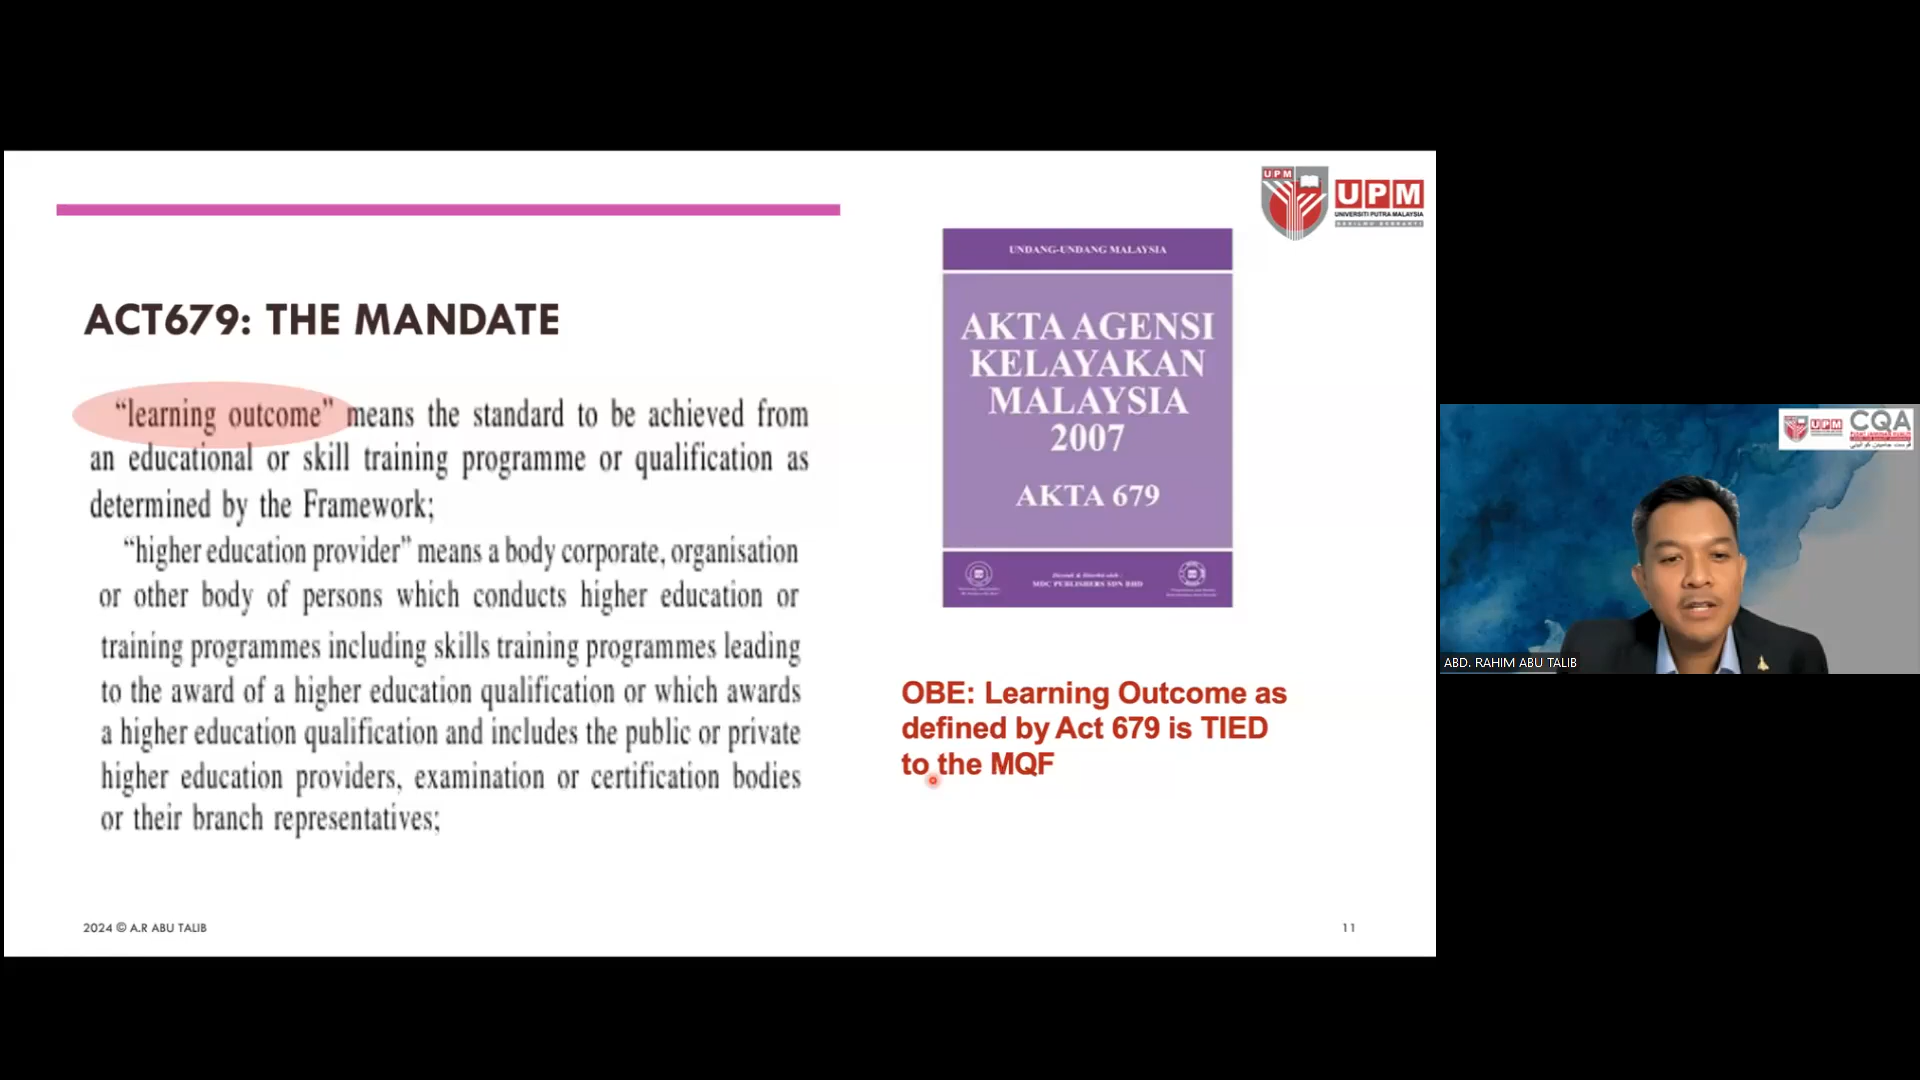 UPM
UPM
UNIVERSITI PUTRA MALAYSIA
BERILMU BERBAKTI
ACT679: THE MANDATE
“learning outcome” means the standard to be achieved from
an educational or skill training programme or qualification as
determined by the Framework;
“higher education provider” means a body corporate, organisation
or other body of persons which conducts higher education or
training programmes including skills training programmes leading
to the award of a higher education qualification or which awards
a higher education qualification and includes the public or private
higher education providers, examination or certification bodies
or their branch representatives;
UNDANG-UNDANG MALAYSIA
AKTA AGENSI
KELAYAKAN
MALAYSIA
2007
AKTA 679
MDC PUBLISHERS SDN BHD
OBE: Learning Outcome as
defined by Act 679 is TIED
to the MQF
2024 © A.R ABU TALIB
11
UPM
CQA
ABD. RAHIM ABU TALIB